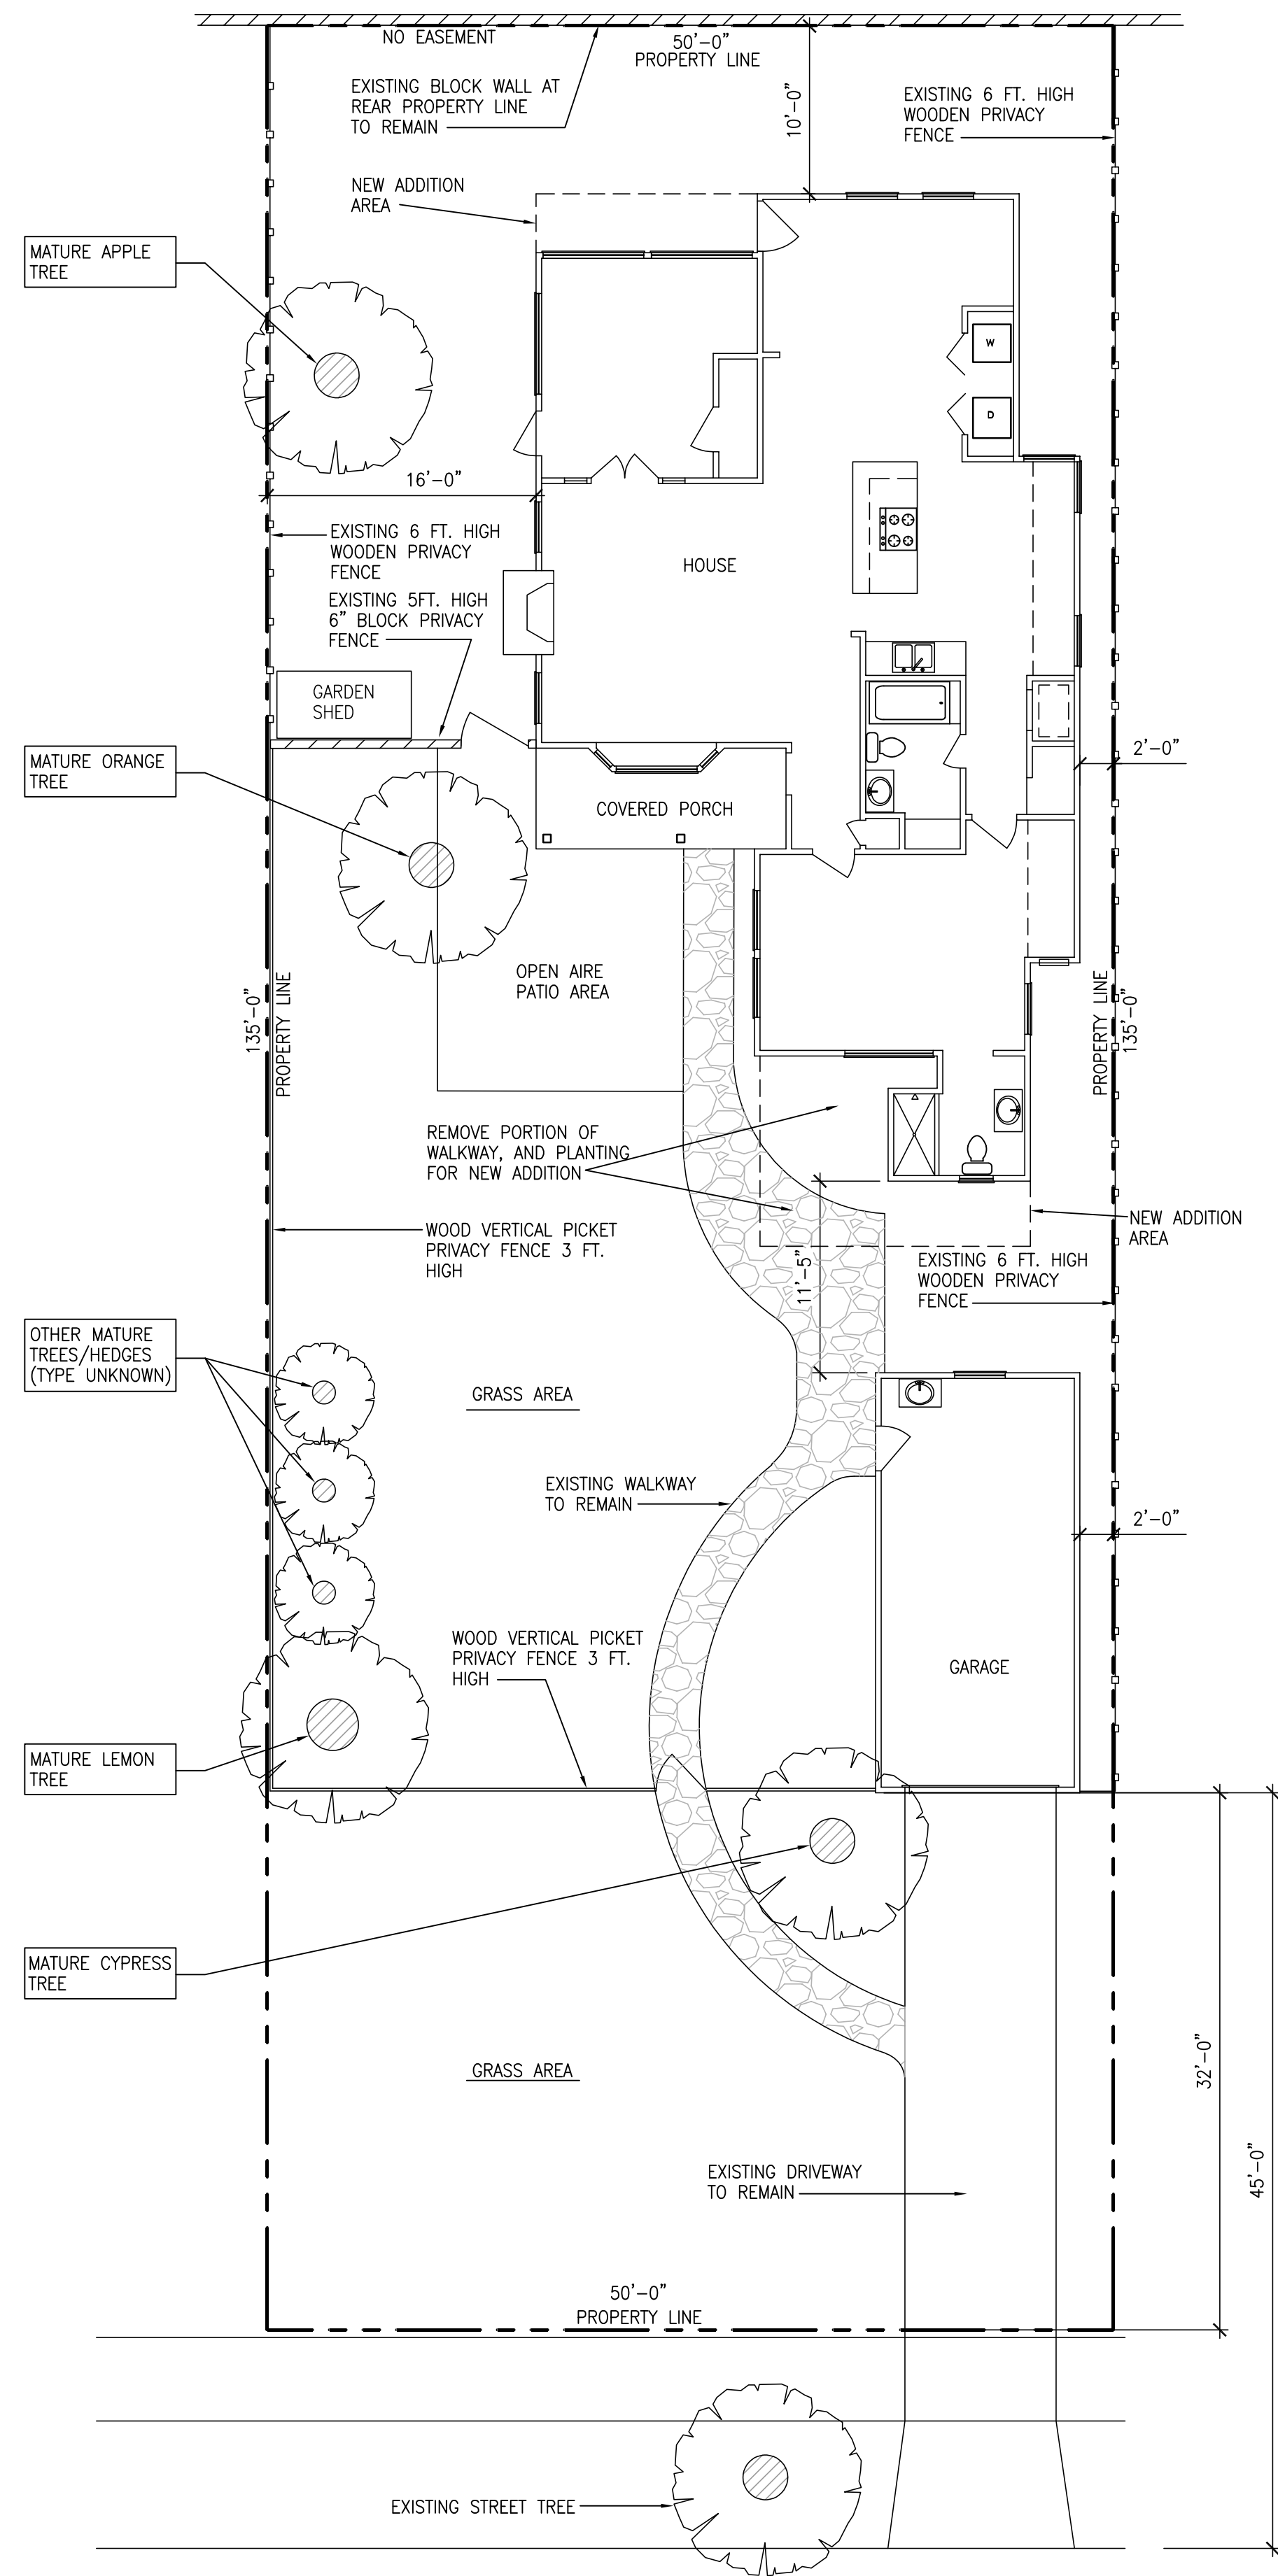 NO EASEMENT
50'-0"
PROPERTY LINE
EXISTING BLOCK WALL AT
REAR PROPERTY LINE
TO REMAIN
10'-0"
EXISTING 6 FT. HIGH
WOODEN PRIVACY
FENCE
NEW ADDITION
AREA
MATURE APPLE
TREE
W
D
16'-0"
EXISTING 6 FT. HIGH
WOODEN PRIVACY
FENCE
HOUSE
EXISTING 5FT. HIGH
6" BLOCK PRIVACY
FENCE
GARDEN
SHED
MATURE ORANGE
TREE
2'-0"
COVERED PORCH
OPEN AIRE
PATIO AREA
135'-0"
PROPERTY LINE
PROPERTY LINE
135'-0"
REMOVE PORTION OF
WALKWAY, AND PLANTING
FOR NEW ADDITION
WOOD VERTICAL PICKET
PRIVACY FENCE 3 FT.
HIGH
NEW ADDITION
AREA
11'-5"
EXISTING 6 FT. HIGH
WOODEN PRIVACY
FENCE
OTHER MATURE
TREES/HEDGES
(TYPE UNKNOWN)
GRASS AREA
EXISTING WALKWAY
TO REMAIN
2'-0"
WOOD VERTICAL PICKET
PRIVACY FENCE 3 FT.
HIGH
GARAGE
MATURE LEMON
TREE
MATURE CYPRESS
TREE
GRASS AREA
32'-0"
45'-0"
EXISTING DRIVEWAY
TO REMAIN
50'-0"
PROPERTY LINE
EXISTING STREET TREE